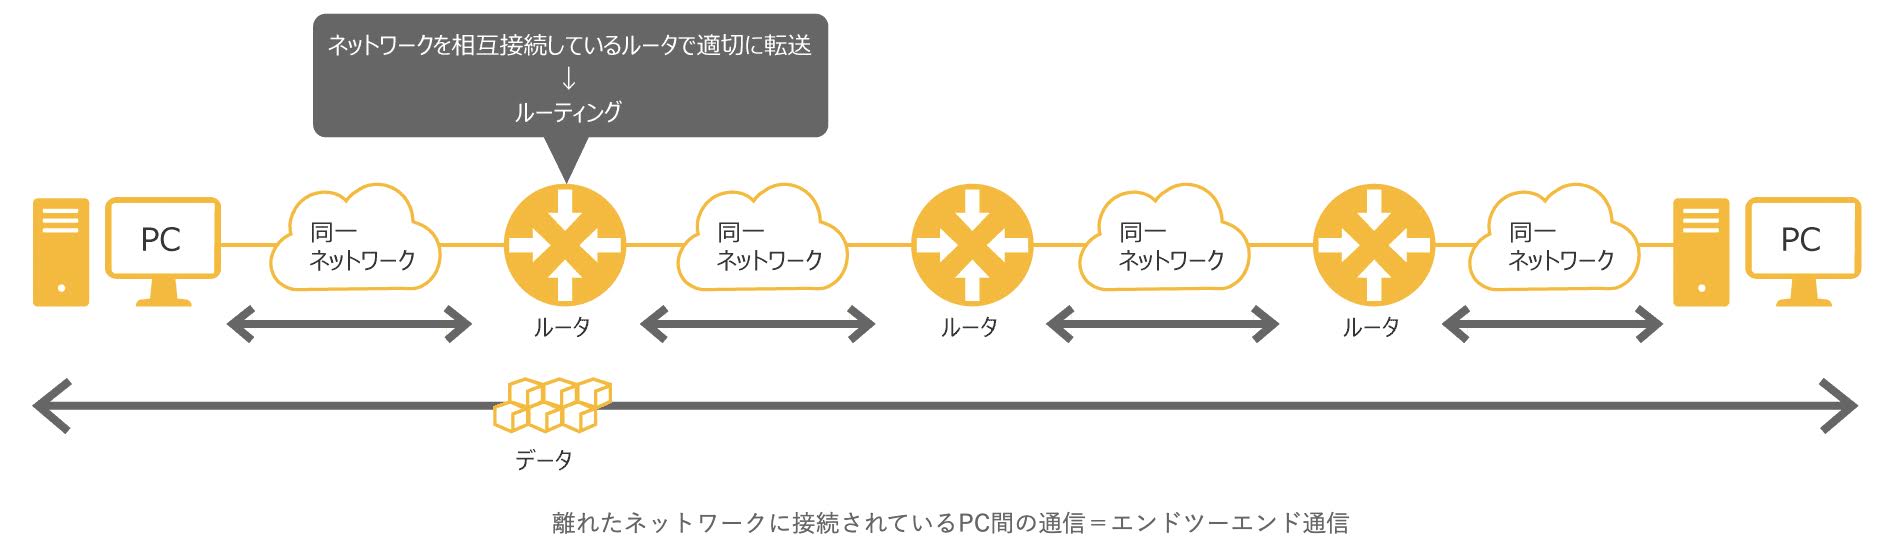 ネットワークを相互接続しているルータで適切に転送
↓
ルーティング
PC
同一
ネットワーク
同一
ネットワーク
同一
ネットワーク
同一
ネットワーク
PC
ルータ
ルータ
ルータ
データ
離れたネットワークに接続されているPC間の通信＝エンドツーエンド通信